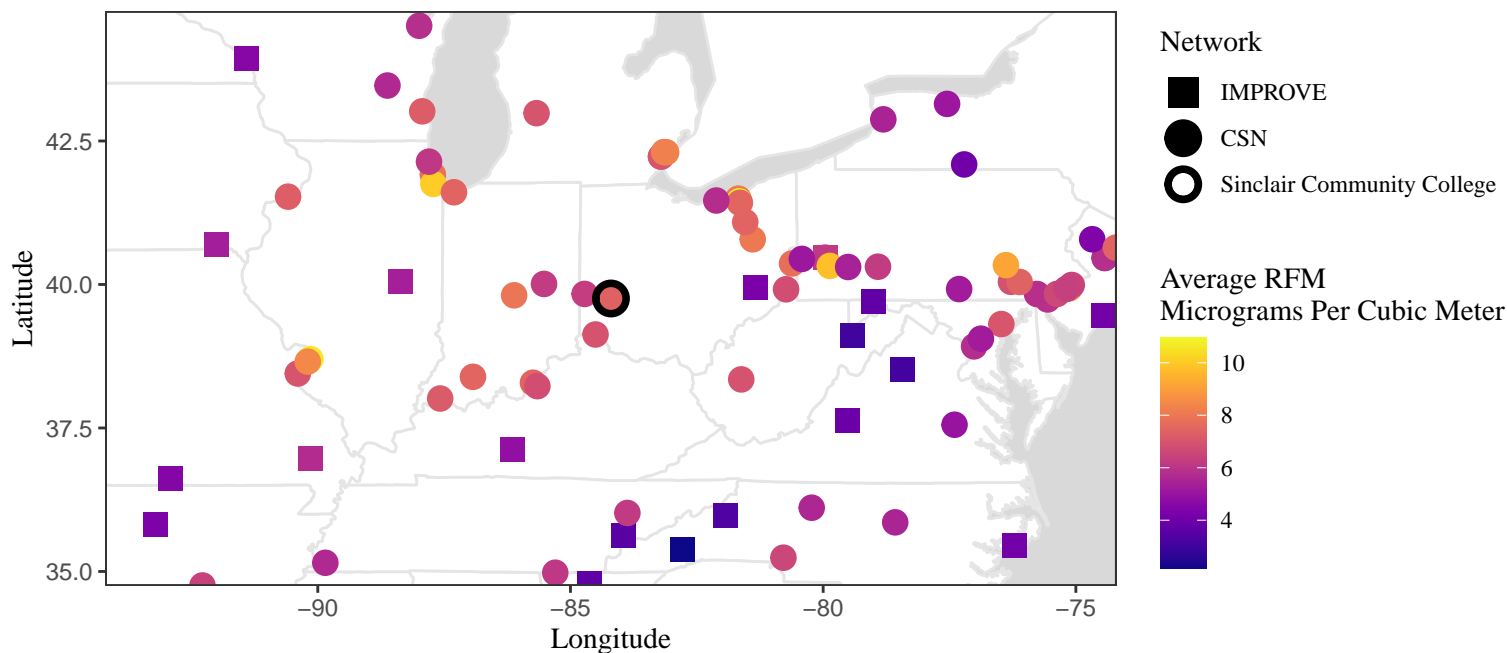 42.5
40.0
37.5
35.0
Latitude
−90
−85
−80
−75
Longitude
Network
IMPROVE
CSN
Sinclair Community College
Average RFM
Micrograms Per Cubic Meter
10
8
6
4